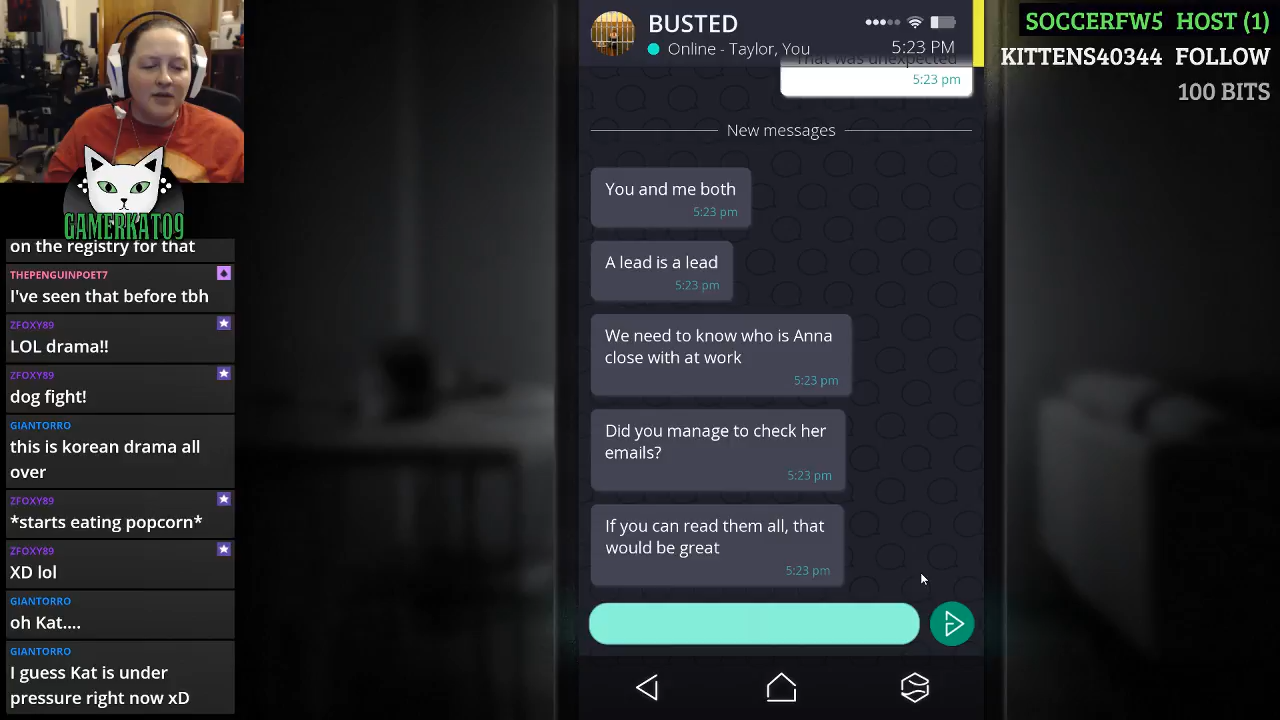 BUSTED
Online - Taylor, You
5:23 PM
That was unexpected
5:23 pm
New messages
You and me both
5:23 pm
A lead is a lead
5:23 pm
We need to know who is Anna
close with at work
5:23 pm
Did you manage to check her
emails?
5:23 pm
If you can read them all, that
would be great
5:23 pm
SOCCERFW5 HOST (1)
KITTENS40344 FOLLOW
100 BITS
GAMERKAT09
on the registry for that
THEPENGUINPOET7
I've seen that before tbh
ZFOXY89
LOL drama!!
ZFOXY89
dog fight!
GIANTORRO
this is korean drama all
over
ZFOXY89
*starts eating popcorn*
ZFOXY89
XD lol
GIANTORRO
oh Kat....
GIANTORRO
I guess Kat is under
pressure right now xD